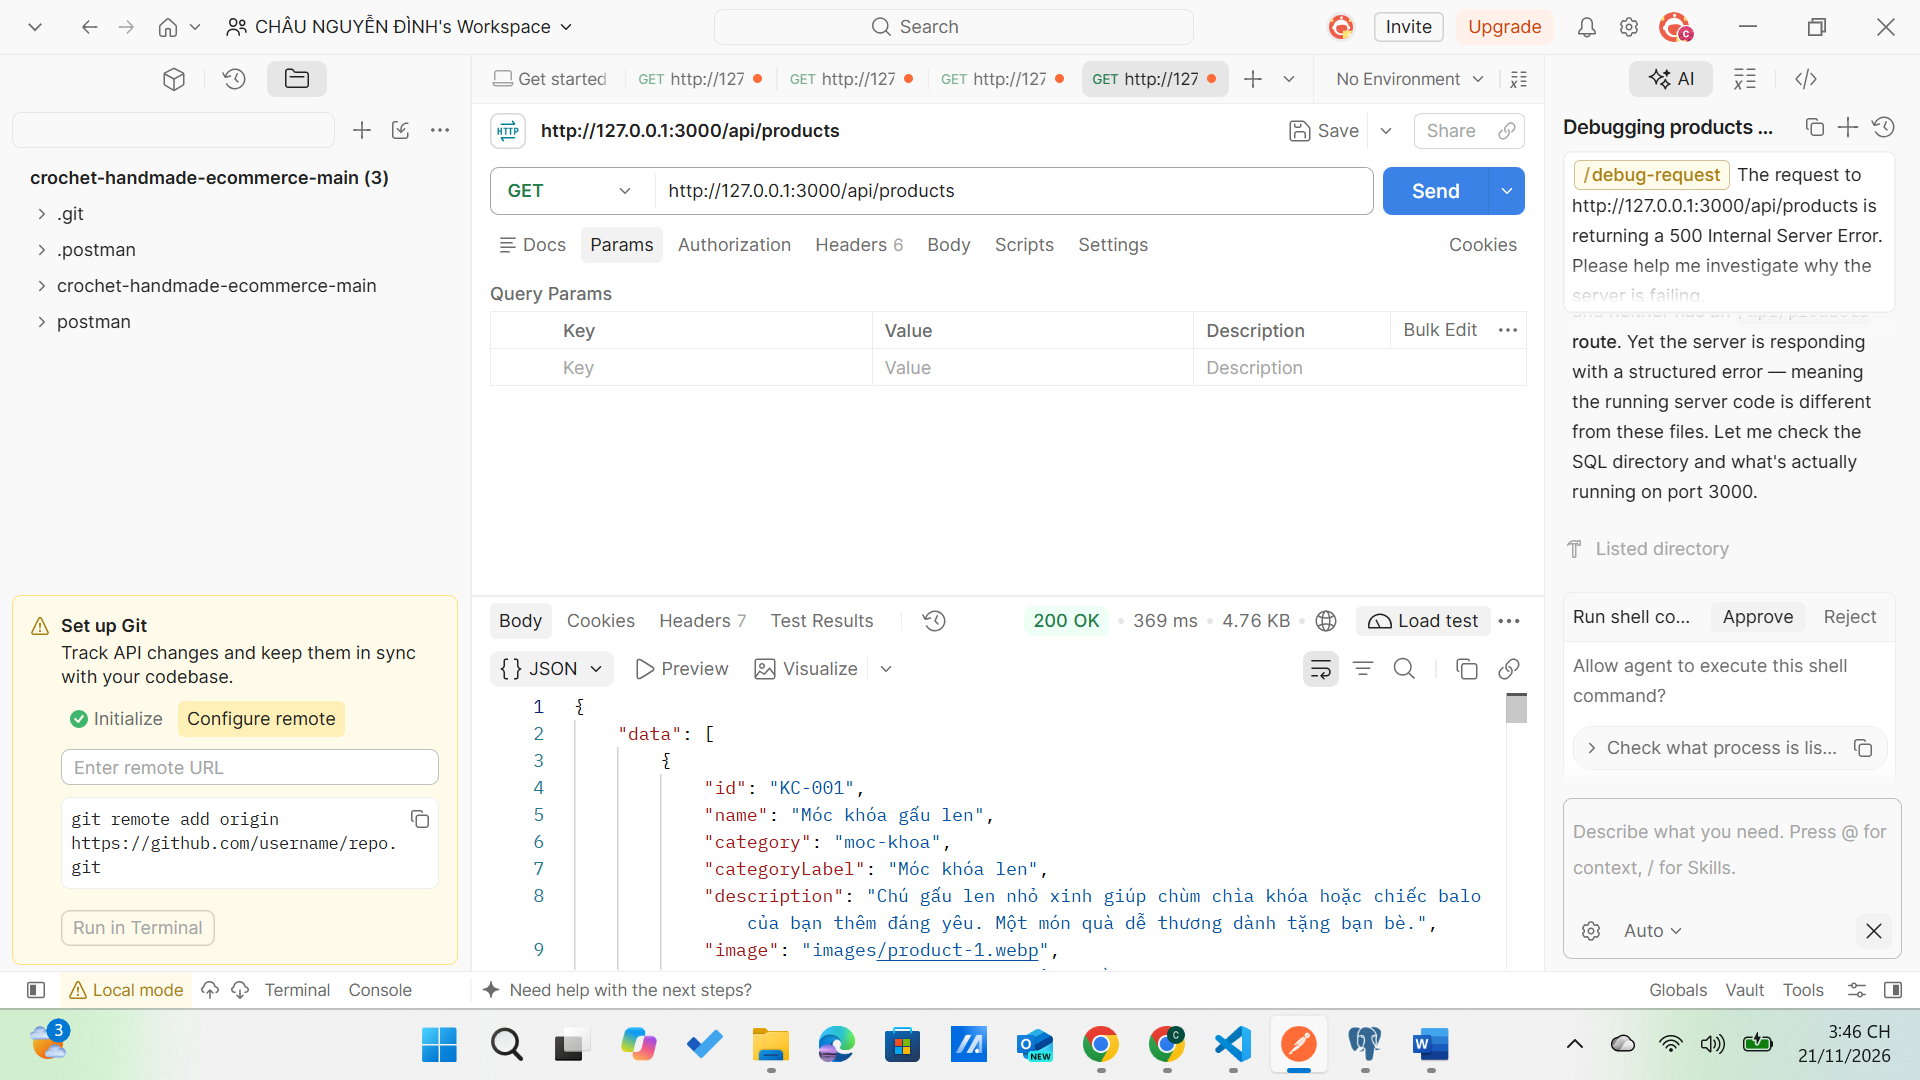 CHÂU NGUYỄN ĐÌNH's Workspace
Search
Invite
Upgrade
C
Get started
GET http://127
GET http://127
GET http://127
GET http://127
No Environment
AI
HTTP
http://127.0.0.1:3000/api/products
Save
Share
Debugging products ...
crochet-handmade-ecommerce-main (3)
.git
.postman
crochet-handmade-ecommerce-main
postman
GET
http://127.0.0.1:3000/api/products
Send
Docs
Params
Authorization
Headers 6
Body
Scripts
Settings
Cookies
Query Params
Key
Value
Description
Bulk Edit
Key
Value
Description
/debug-request The request to
http://127.0.0.1:3000/api/products is
returning a 500 Internal Server Error.
Please help me investigate why the
server is failing.
route. Yet the server is responding
with a structured error — meaning
the running server code is different
from these files. Let me check the
SQL directory and what's actually
running on port 3000.
Listed directory
Run shell co...
Approve
Reject
Allow agent to execute this shell
command?
Check what process is lis...
Describe what you need. Press @ for
context, / for Skills.
Auto
Set up Git
Track API changes and keep them in sync
with your codebase.
Initialize
Configure remote
Enter remote URL
git remote add origin
https://github.com/username/repo.
git
Run in Terminal
Body
Cookies
Headers 7
Test Results
200 OK
369 ms
4.76 KB
Load test
{} JSON
Preview
Visualize
1 {
2 "data": [
3 {
4 "id": "KC-001",
5 "name": "Móc khóa gấu len",
6 "category": "moc-khoa",
7 "categoryLabel": "Móc khóa len",
8 "description": "Chú gấu len nhỏ xinh giúp chùm chìa khóa hoặc chiếc balo
của bạn thêm đáng yêu. Một món quà dễ thương dành tặng bạn bè.",
9 "image": "images/product-1.webp",
Local mode
Terminal
Console
Need help with the next steps?
Globals
Vault
Tools
3
NEW
C
3:46 CH
21/11/2026